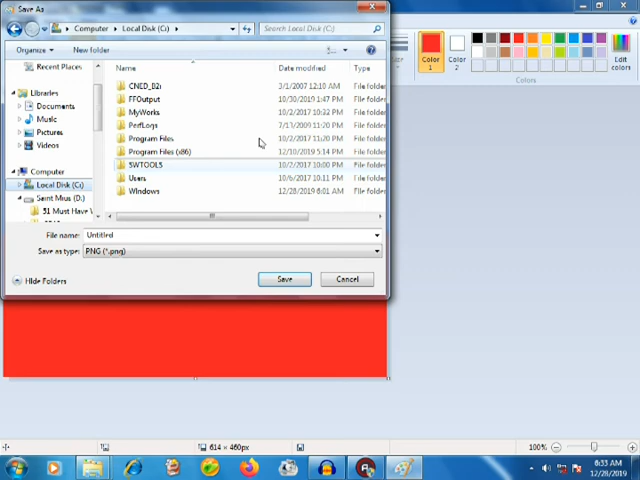 Save As
Computer ▸ Local Disk (C:) ▸
Search Local Disk (C:)
Organize
New folder
Name
Date modified
Type
Recent Places
Libraries
Documents
Music
Pictures
Videos
Computer
Local Disk (C:)
Saint Mius (D:)
51 Must Have W
CNED_B2i 3/1/2007 12:10 AM File folder
FFOutput 10/30/2019 1:47 PM File folder
MyWorks 10/2/2017 10:32 PM File folder
PerfLogs 7/13/2009 11:20 PM File folder
Program Files 10/2/2017 11:20 PM File folder
Program Files (x86) 12/10/2019 5:14 PM File folder
SWTOOLS 10/2/2017 10:00 PM File folder
Users 10/6/2017 10:11 PM File folder
Windows 12/28/2019 6:01 AM File folder
File name: Untitled
Save as type: PNG (*.png)
Hide Folders
Save
Cancel
Color
1
Color
2
Edit
colors
Colors
614 × 460px
100%
6:33 AM
12/28/2019